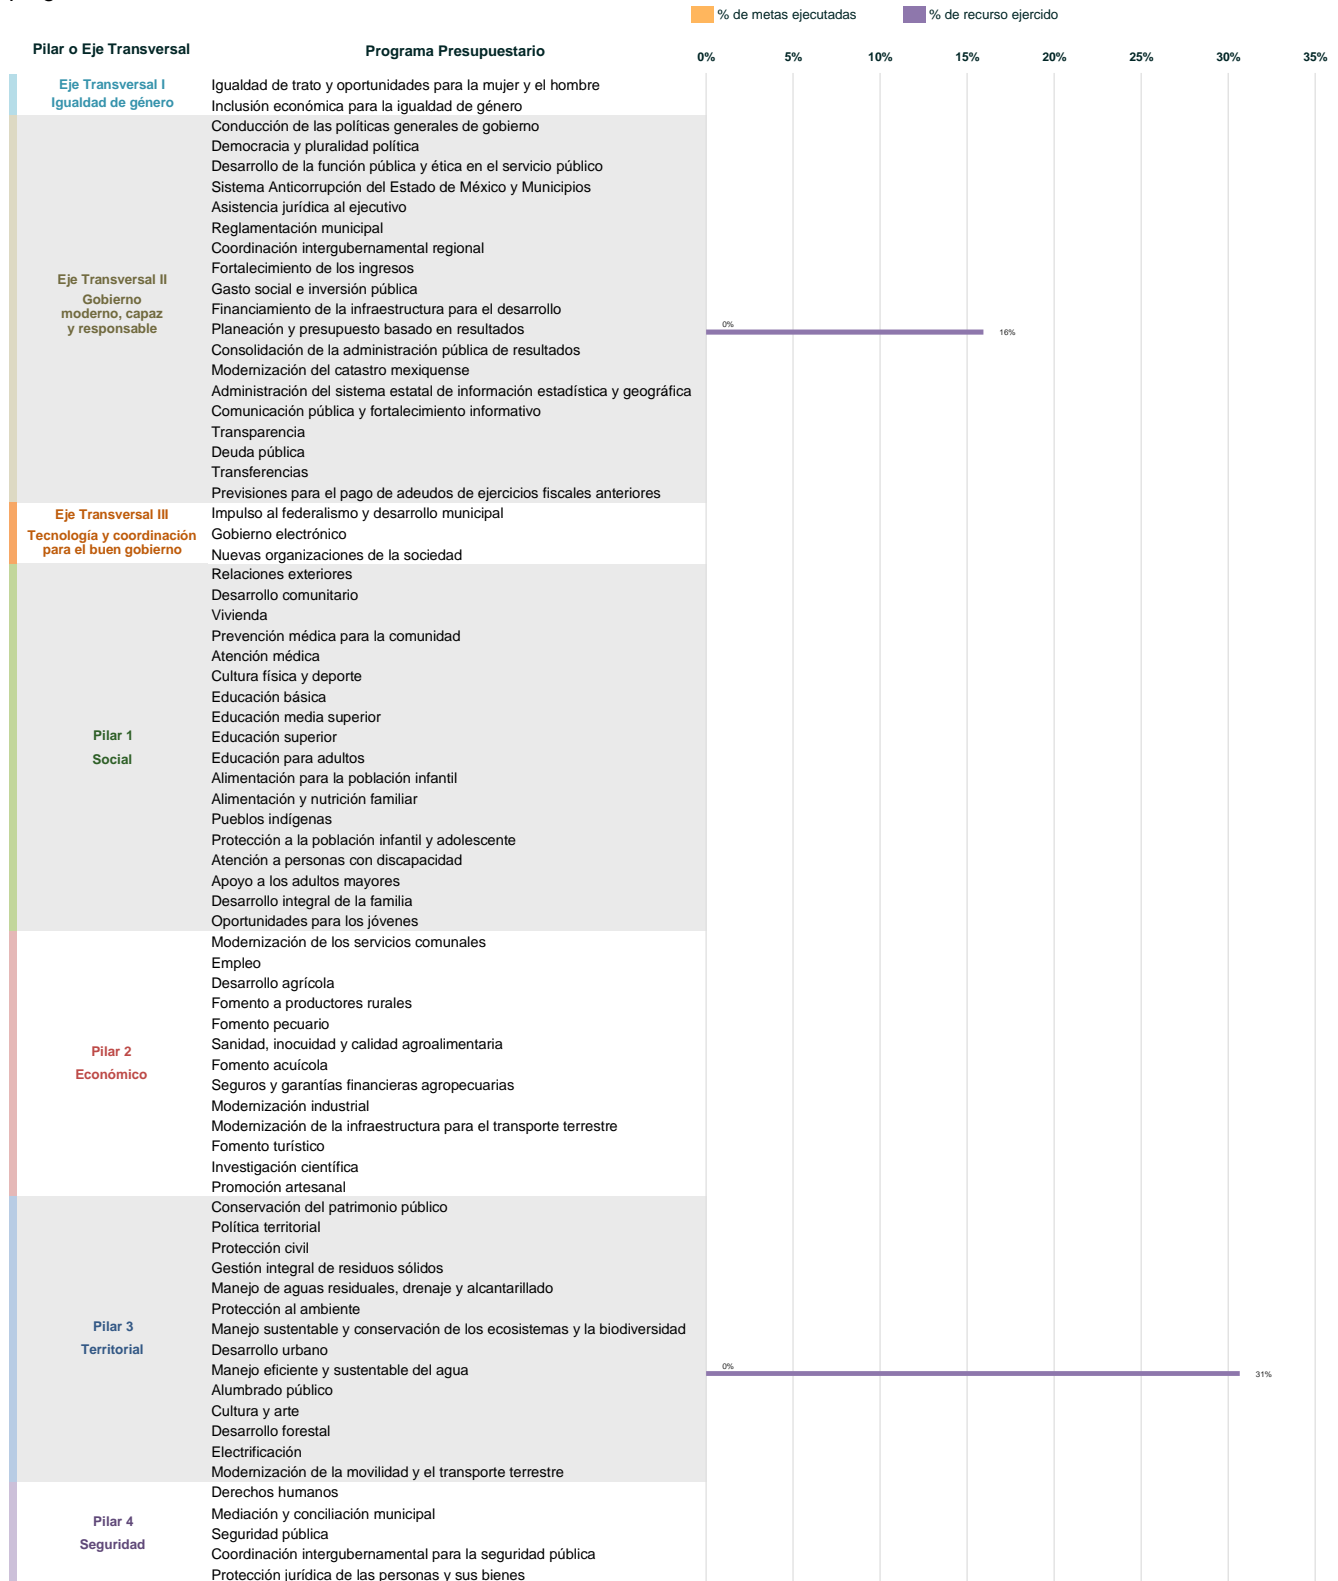 % de metas ejecutadas
% de recurso ejercido
Pilar o Eje Transversal
Programa Presupuestario
0%
5%
10%
15%
20%
25%
30%
35%
Eje Transversal I
Igualdad de género
Igualdad de trato y oportunidades para la mujer y el hombre
Inclusión económica para la igualdad de género
Eje Transversal II
Gobierno
moderno, capaz
y responsable
Conducción de las políticas generales de gobierno
Democracia y pluralidad política
Desarrollo de la función pública y ética en el servicio público
Sistema Anticorrupción del Estado de México y Municipios
Asistencia jurídica al ejecutivo
Reglamentación municipal
Coordinación intergubernamental regional
Fortalecimiento de los ingresos
Gasto social e inversión pública
Financiamiento de la infraestructura para el desarrollo
Planeación y presupuesto basado en resultados
0%
16%
Consolidación de la administración pública de resultados
Modernización del catastro mexiquense
Administración del sistema estatal de información estadística y geográfica
Comunicación pública y fortalecimiento informativo
Transparencia
Deuda pública
Transferencias
Previsiones para el pago de adeudos de ejercicios fiscales anteriores
Eje Transversal III
Tecnología y coordinación
para el buen gobierno
Impulso al federalismo y desarrollo municipal
Gobierno electrónico
Nuevas organizaciones de la sociedad
Pilar 1
Social
Relaciones exteriores
Desarrollo comunitario
Vivienda
Prevención médica para la comunidad
Atención médica
Cultura física y deporte
Educación básica
Educación media superior
Educación superior
Educación para adultos
Alimentación para la población infantil
Alimentación y nutrición familiar
Pueblos indígenas
Protección a la población infantil y adolescente
Atención a personas con discapacidad
Apoyo a los adultos mayores
Desarrollo integral de la familia
Oportunidades para los jóvenes
Pilar 2
Económico
Modernización de los servicios comunales
Empleo
Desarrollo agrícola
Fomento a productores rurales
Fomento pecuario
Sanidad, inocuidad y calidad agroalimentaria
Fomento acuícola
Seguros y garantías financieras agropecuarias
Modernización industrial
Modernización de la infraestructura para el transporte terrestre
Fomento turístico
Investigación científica
Promoción artesanal
Pilar 3
Territorial
Conservación del patrimonio público
Política territorial
Protección civil
Gestión integral de residuos sólidos
Manejo de aguas residuales, drenaje y alcantarillado
Protección al ambiente
Manejo sustentable y conservación de los ecosistemas y la biodiversidad
Desarrollo urbano
Manejo eficiente y sustentable del agua
0%
31%
Alumbrado público
Cultura y arte
Desarrollo forestal
Electrificación
Modernización de la movilidad y el transporte terrestre
Pilar 4
Seguridad
Derechos humanos
Mediación y conciliación municipal
Seguridad pública
Coordinación intergubernamental para la seguridad pública
Protección jurídica de las personas y sus bienes